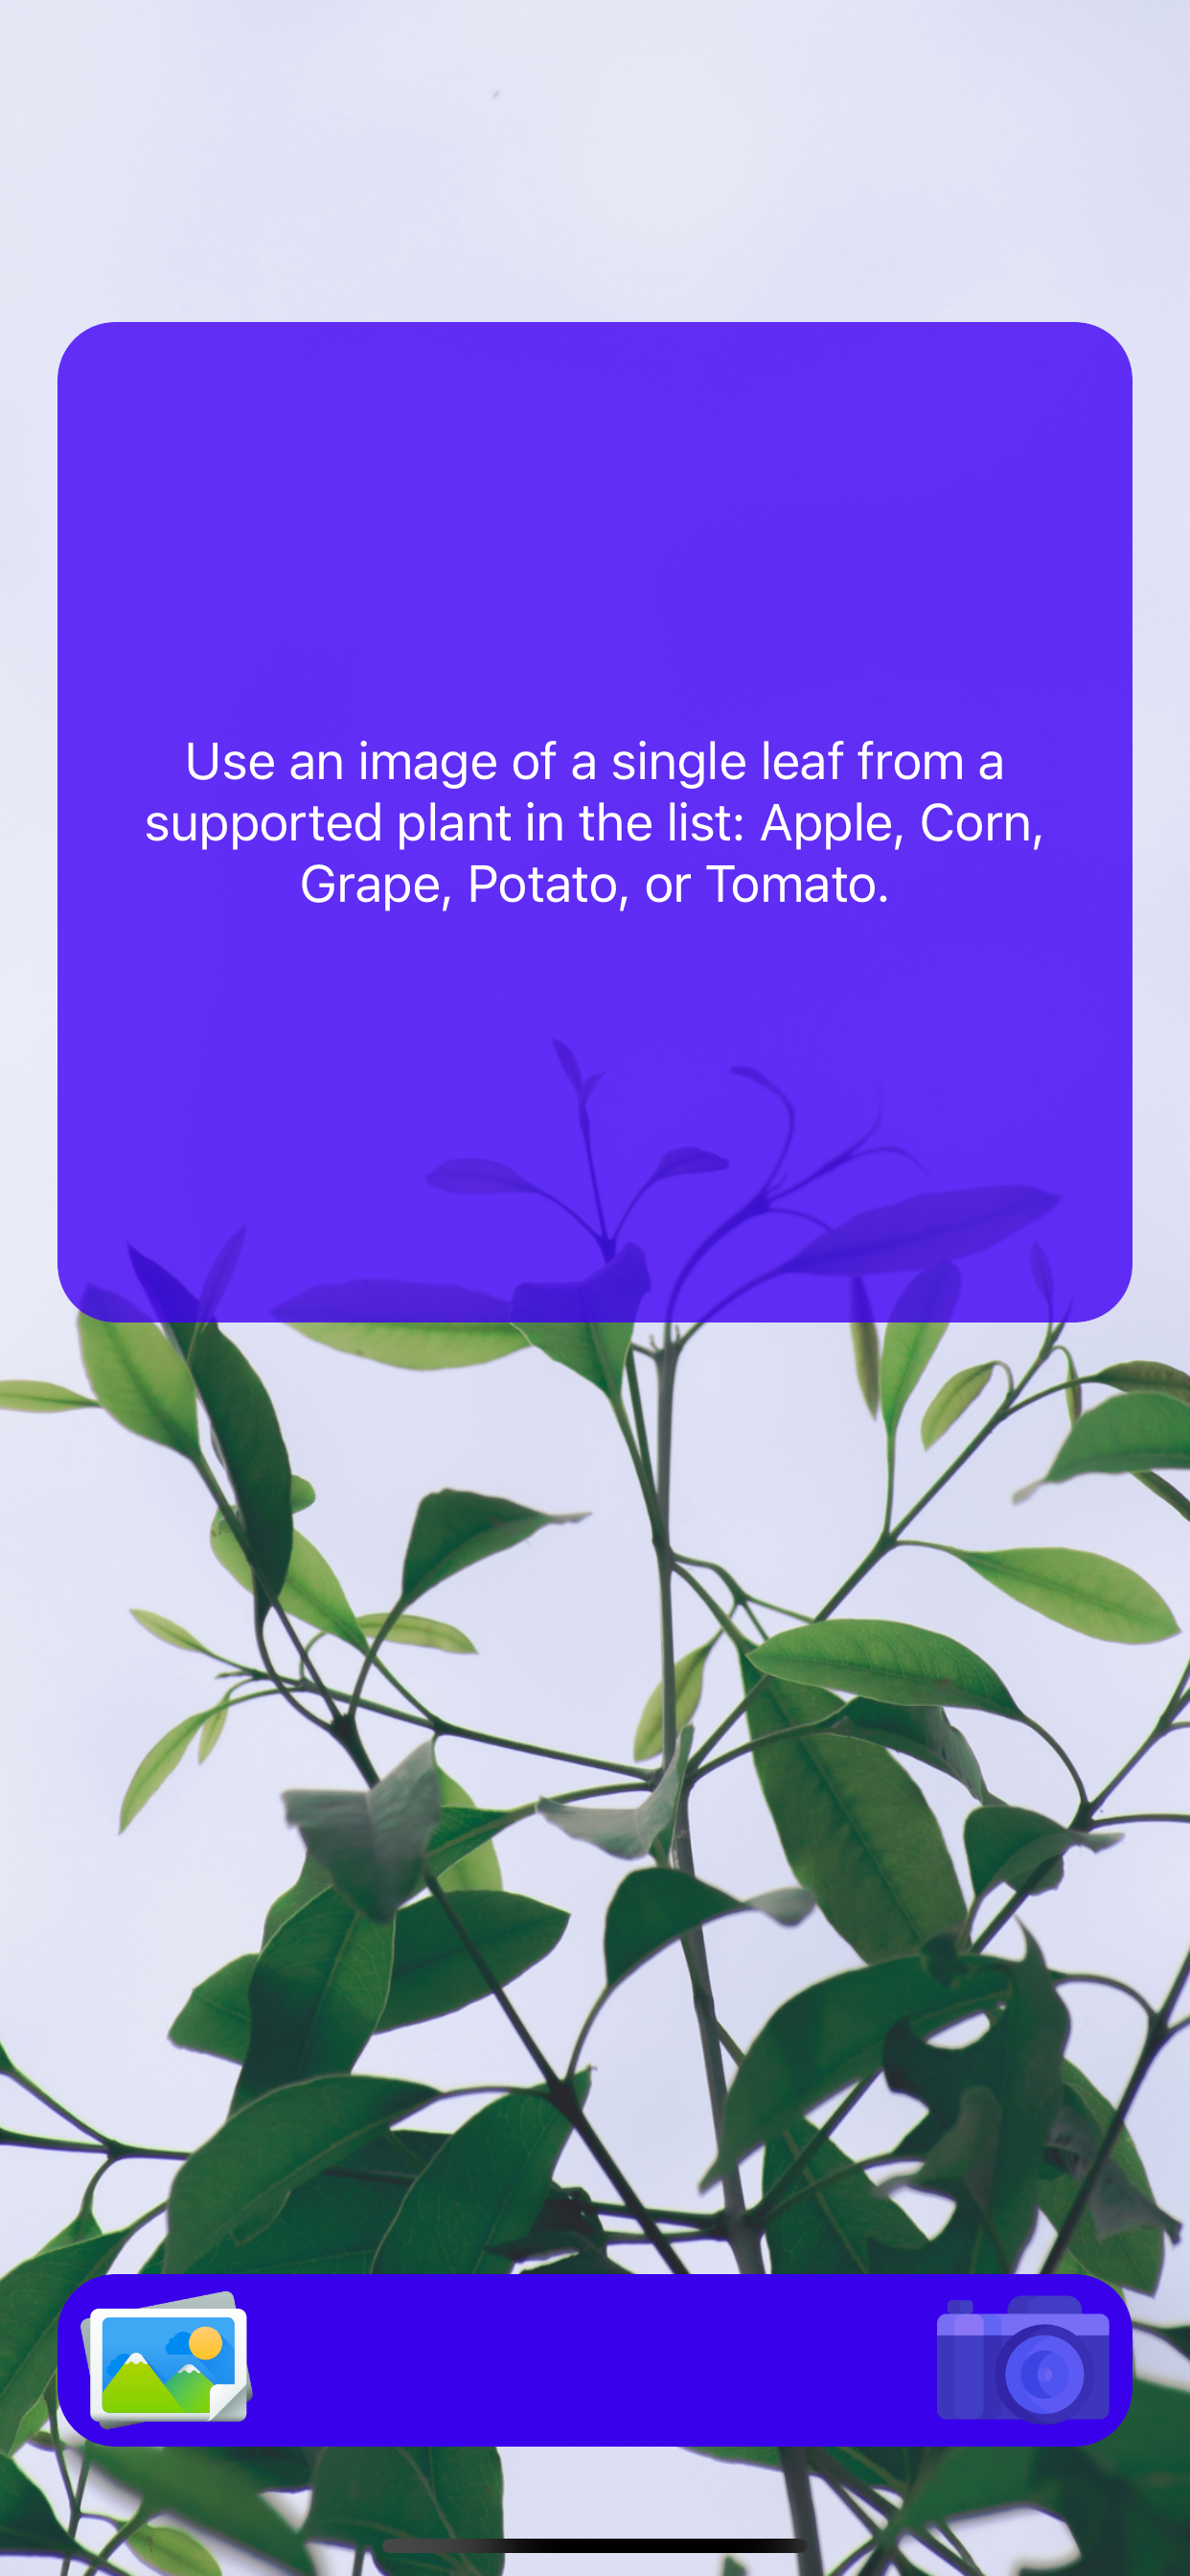 Use an image of a single leaf from a
supported plant in the list: Apple, Corn,
Grape, Potato, or Tomato.